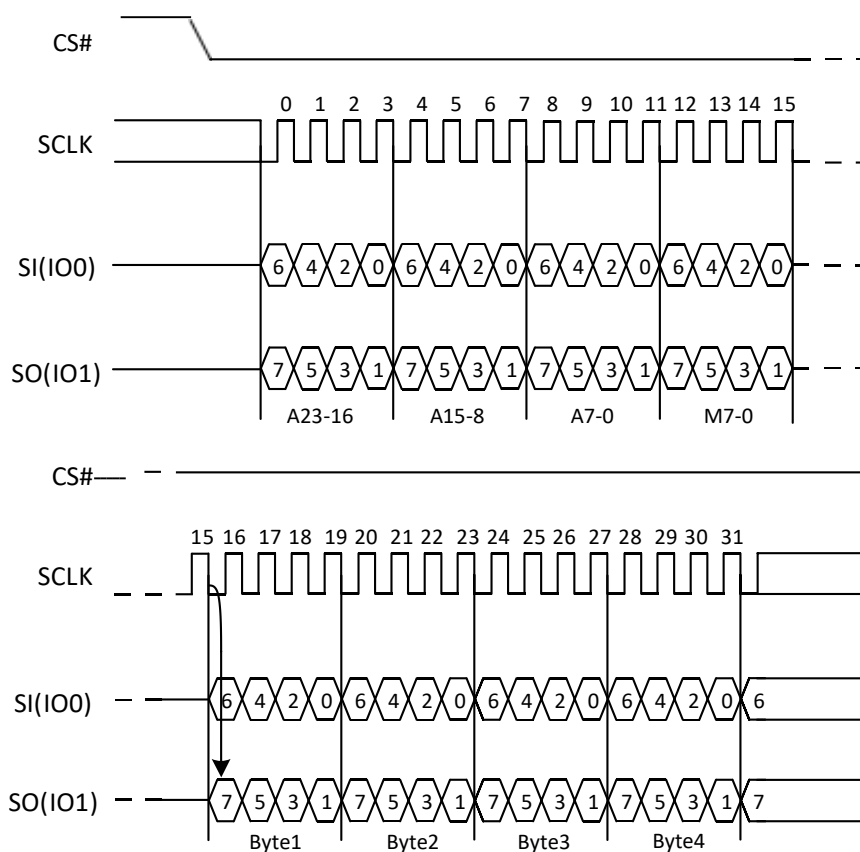 CS#
0 1 2 3 4 5 6 7 8 9 10 11 12 13 14 15
SCLK
SI(IO0) 6 4 2 0 6 4 2 0 6 4 2 0 6 4 2 0
SO(IO1) 7 5 3 1 7 5 3 1 7 5 3 1 7 5 3 1
A23-16 A15-8 A7-0 M7-0
CS#
15 16 17 18 19 20 21 22 23 24 25 26 27 28 29 30 31
SCLK
SI(IO0) 6 4 2 0 6 4 2 0 6 4 2 0 6 4 2 0 6
SO(IO1) 7 5 3 1 7 5 3 1 7 5 3 1 7 5 3 1 7
Byte1 Byte2 Byte3 Byte4